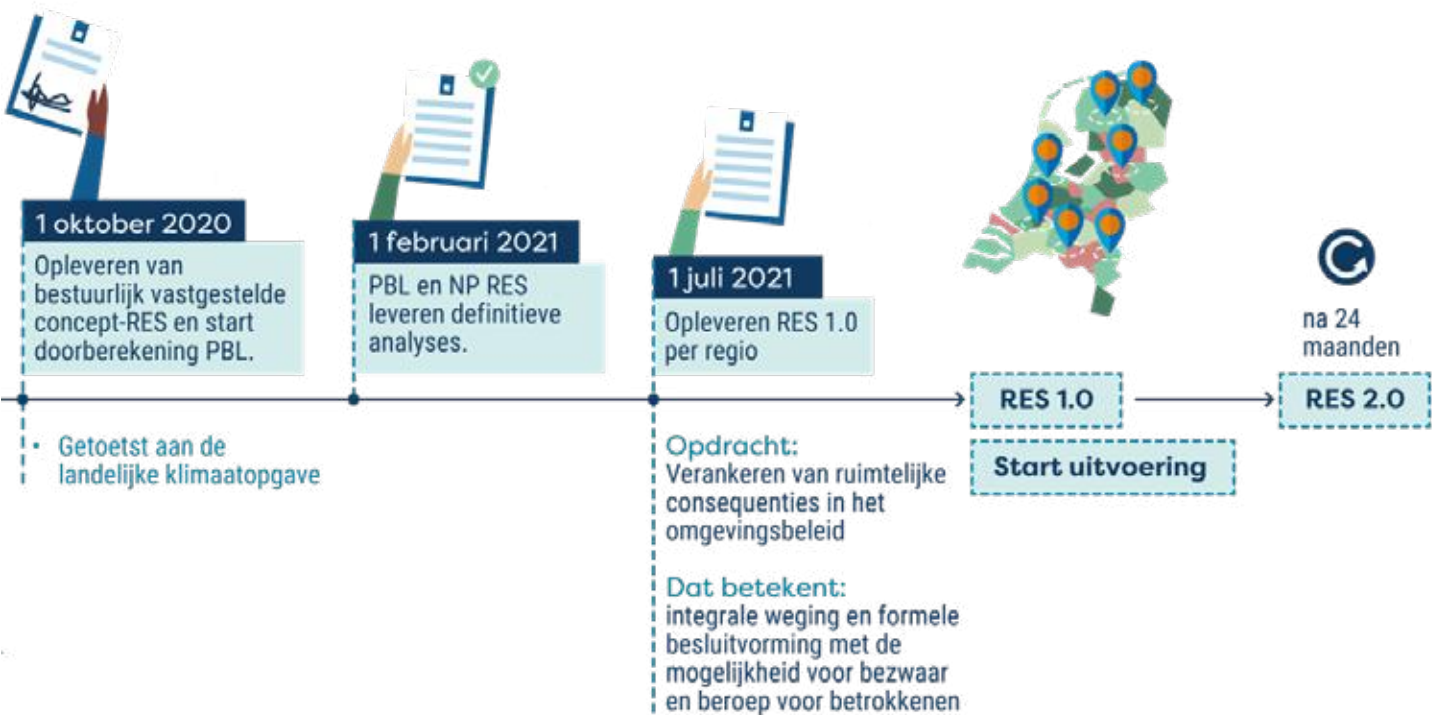 1 oktober 2020
Opleveren van
bestuurlijk vastgestelde
concept-RES en start
doorberekening PBL.
• Getoetst aan de
landelijke klimaatopgave
1 februari 2021
PBL en NP RES
leveren definitieve
analyses.
1 juli 2021
Opleveren RES 1.0
per regio
Opdracht:
Verankeren van ruimtelijke
consequenties in het
omgevingsbeleid
Dat betekent:
integrale weging en formele
besluitvorming met de
mogelijkheid voor bezwaar
en beroep voor betrokkenen
RES 1.0
Start uitvoering
na 24
maanden
RES 2.0